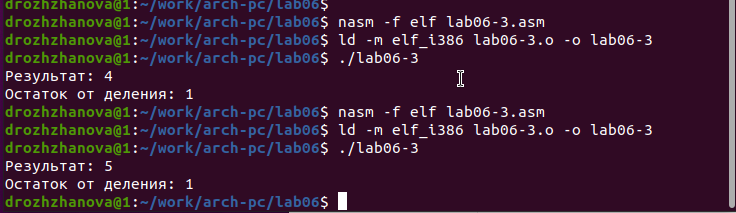 drozhzhanova@1:~/work/arch-pc/lab06$
drozhzhanova@1:~/work/arch-pc/lab06$ nasm -f elf lab06-3.asm
drozhzhanova@1:~/work/arch-pc/lab06$ ld -m elf_i386 lab06-3.o -o lab06-3
drozhzhanova@1:~/work/arch-pc/lab06$ ./lab06-3
Результат: 4
Остаток от деления: 1
drozhzhanova@1:~/work/arch-pc/lab06$ nasm -f elf lab06-3.asm
drozhzhanova@1:~/work/arch-pc/lab06$ ld -m elf_i386 lab06-3.o -o lab06-3
drozhzhanova@1:~/work/arch-pc/lab06$ ./lab06-3
Результат: 5
Остаток от деления: 1
drozhzhanova@1:~/work/arch-pc/lab06$